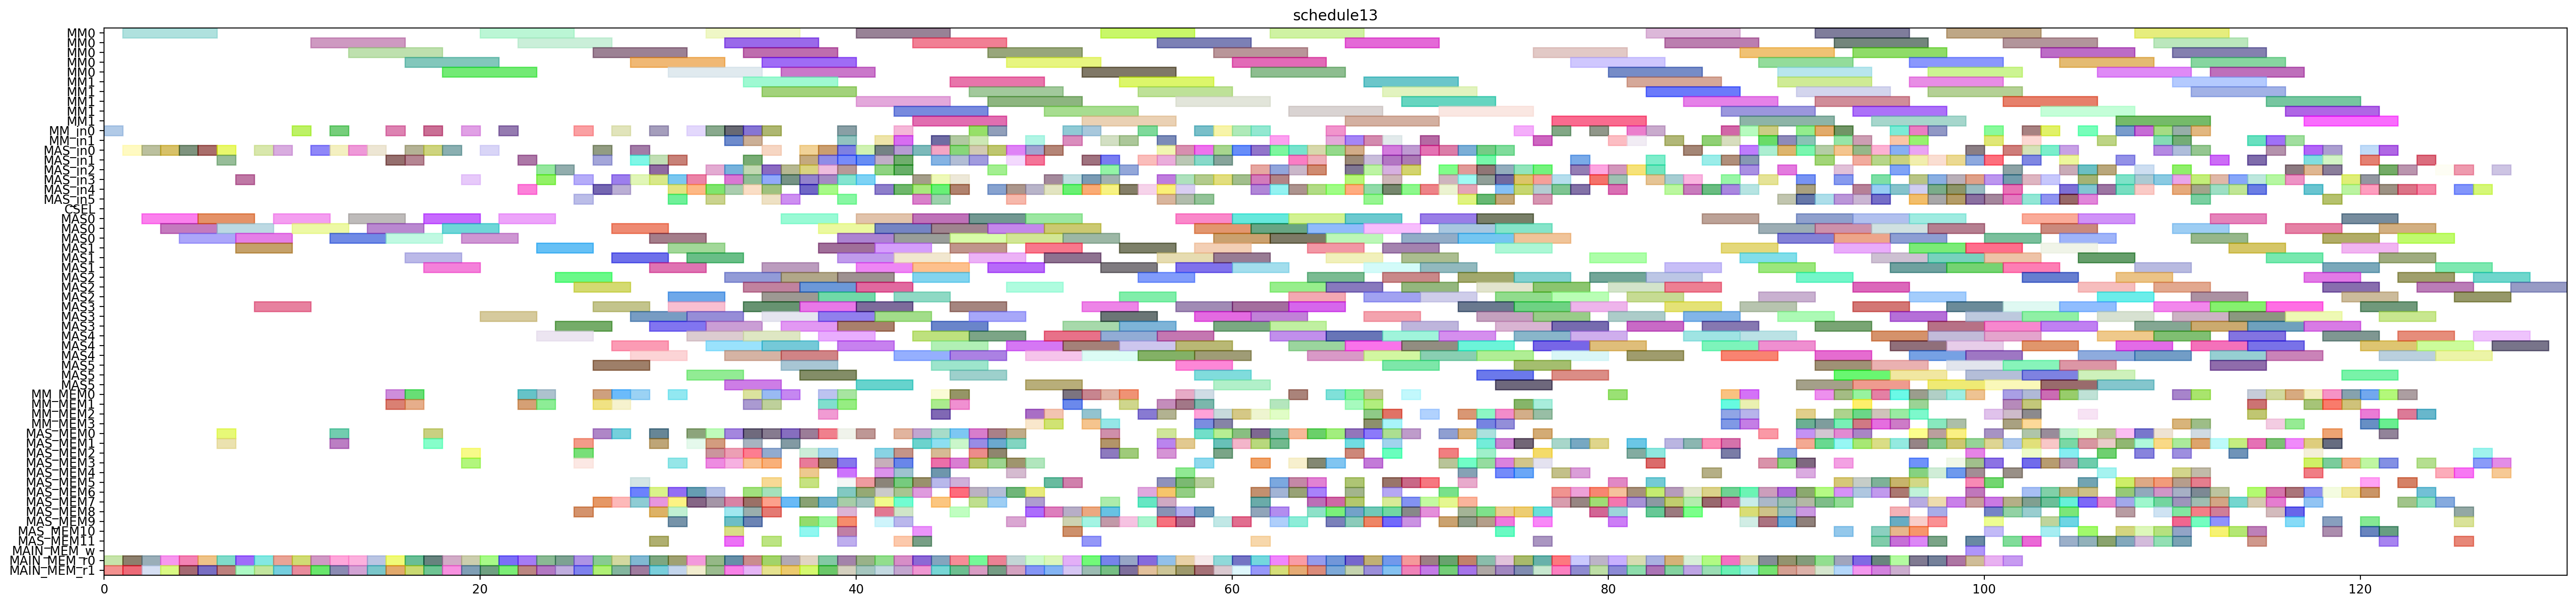 schedule13
MM0
MM0
MM0
MM0
MM0
MM1
MM1
MM1
MM1
MM1
MM_in0
MM_in1
MAS_in0
MAS_in1
MAS_in2
MAS_in3
MAS_in4
MAS_in5
CSEL
MAS0
MAS0
MAS0
MAS1
MAS1
MAS1
MAS2
MAS2
MAS2
MAS3
MAS3
MAS3
MAS4
MAS4
MAS4
MAS5
MAS5
MAS5
MM_MEM0
MM_MEM1
MM_MEM2
MM_MEM3
MAS_MEM0
MAS_MEM1
MAS_MEM2
MAS_MEM3
MAS_MEM4
MAS_MEM5
MAS_MEM6
MAS_MEM7
MAS_MEM8
MAS_MEM9
MAS_MEM10
MAS_MEM11
MAIN_MEM_w
MAIN_MEM_r0
MAIN_MEM_r1
0 20 40 60 80 100 120